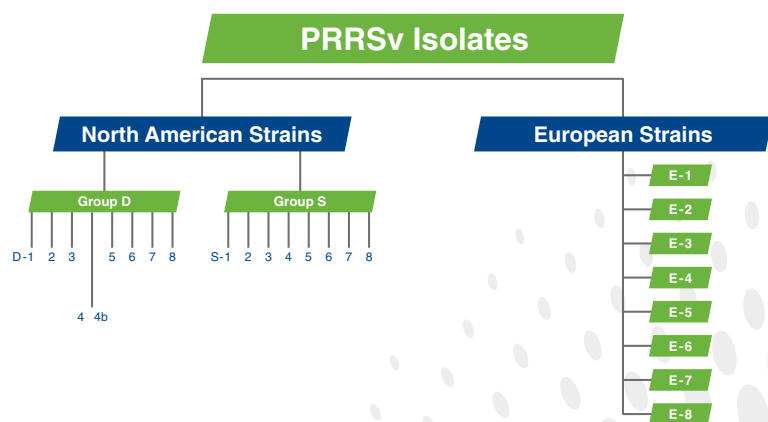 PRRSv Isolates
North American Strains
European Strains
Group D
Group S
D-1 2 3 5 6 7 8
4 4b
S-1 2 3 4 5 6 7 8
E-1
E-2
E-3
E-4
E-5
E-6
E-7
E-8